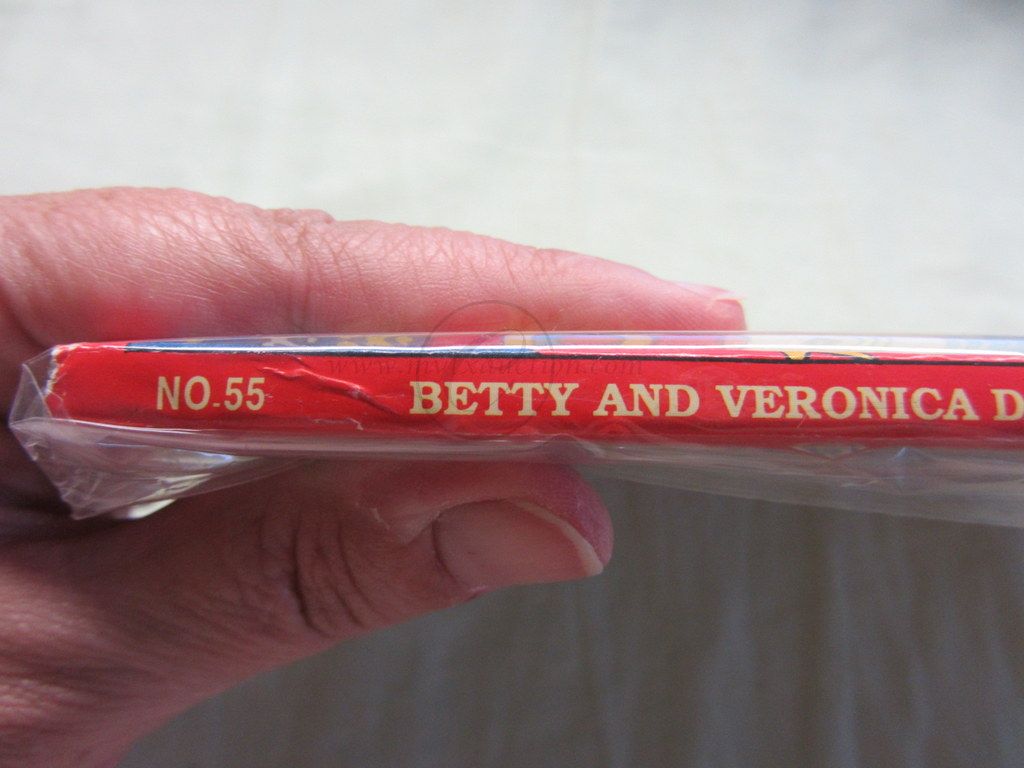 NO. 55 BETTY AND VERONICA D